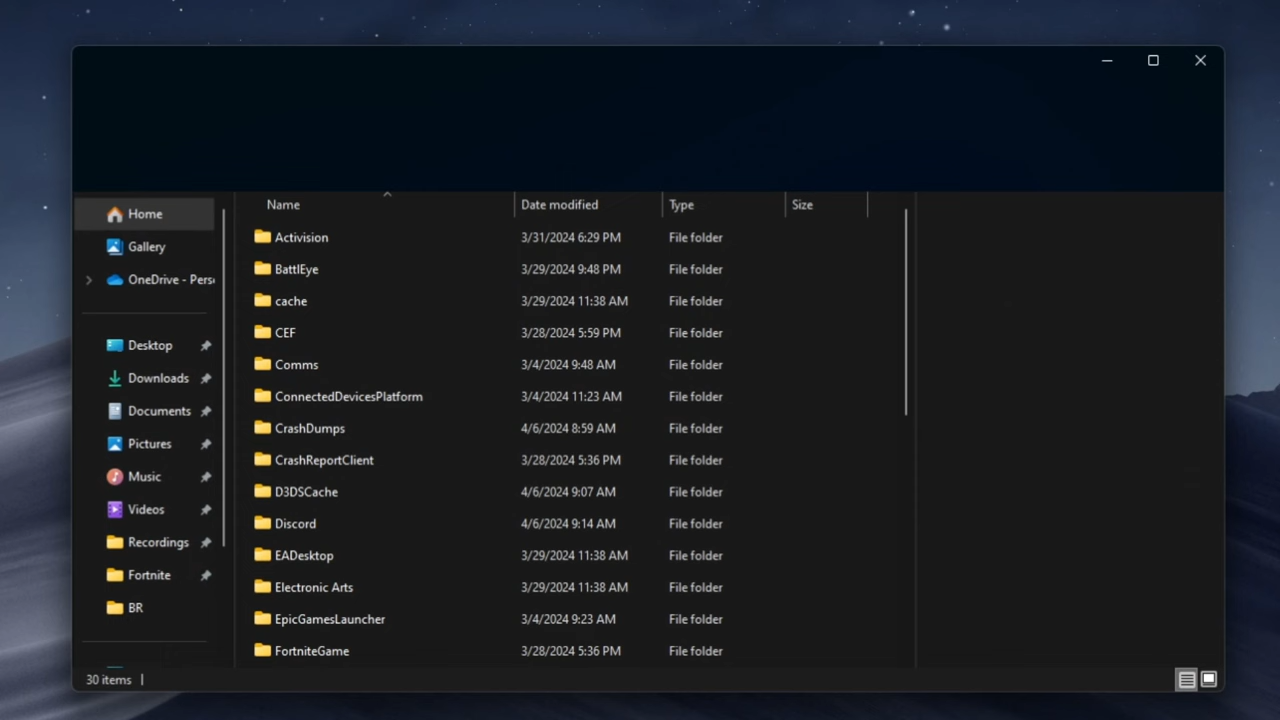 Name Date modified Type Size
Home
Gallery
OneDrive - Pers
Desktop
Downloads
Documents
Pictures
Music
Videos
Recordings
Fortnite
BR
Activision 3/31/2024 6:29 PM File folder
BattlEye 3/29/2024 9:48 PM File folder
cache 3/29/2024 11:38 AM File folder
CEF 3/28/2024 5:59 PM File folder
Comms 3/4/2024 9:48 AM File folder
ConnectedDevicesPlatform 3/4/2024 11:23 AM File folder
CrashDumps 4/6/2024 8:59 AM File folder
CrashReportClient 3/28/2024 5:36 PM File folder
D3DSCache 4/6/2024 9:07 AM File folder
Discord 4/6/2024 9:14 AM File folder
EADesktop 3/29/2024 11:38 AM File folder
Electronic Arts 3/29/2024 11:38 AM File folder
EpicGamesLauncher 3/4/2024 9:23 AM File folder
FortniteGame 3/28/2024 5:36 PM File folder
30 items